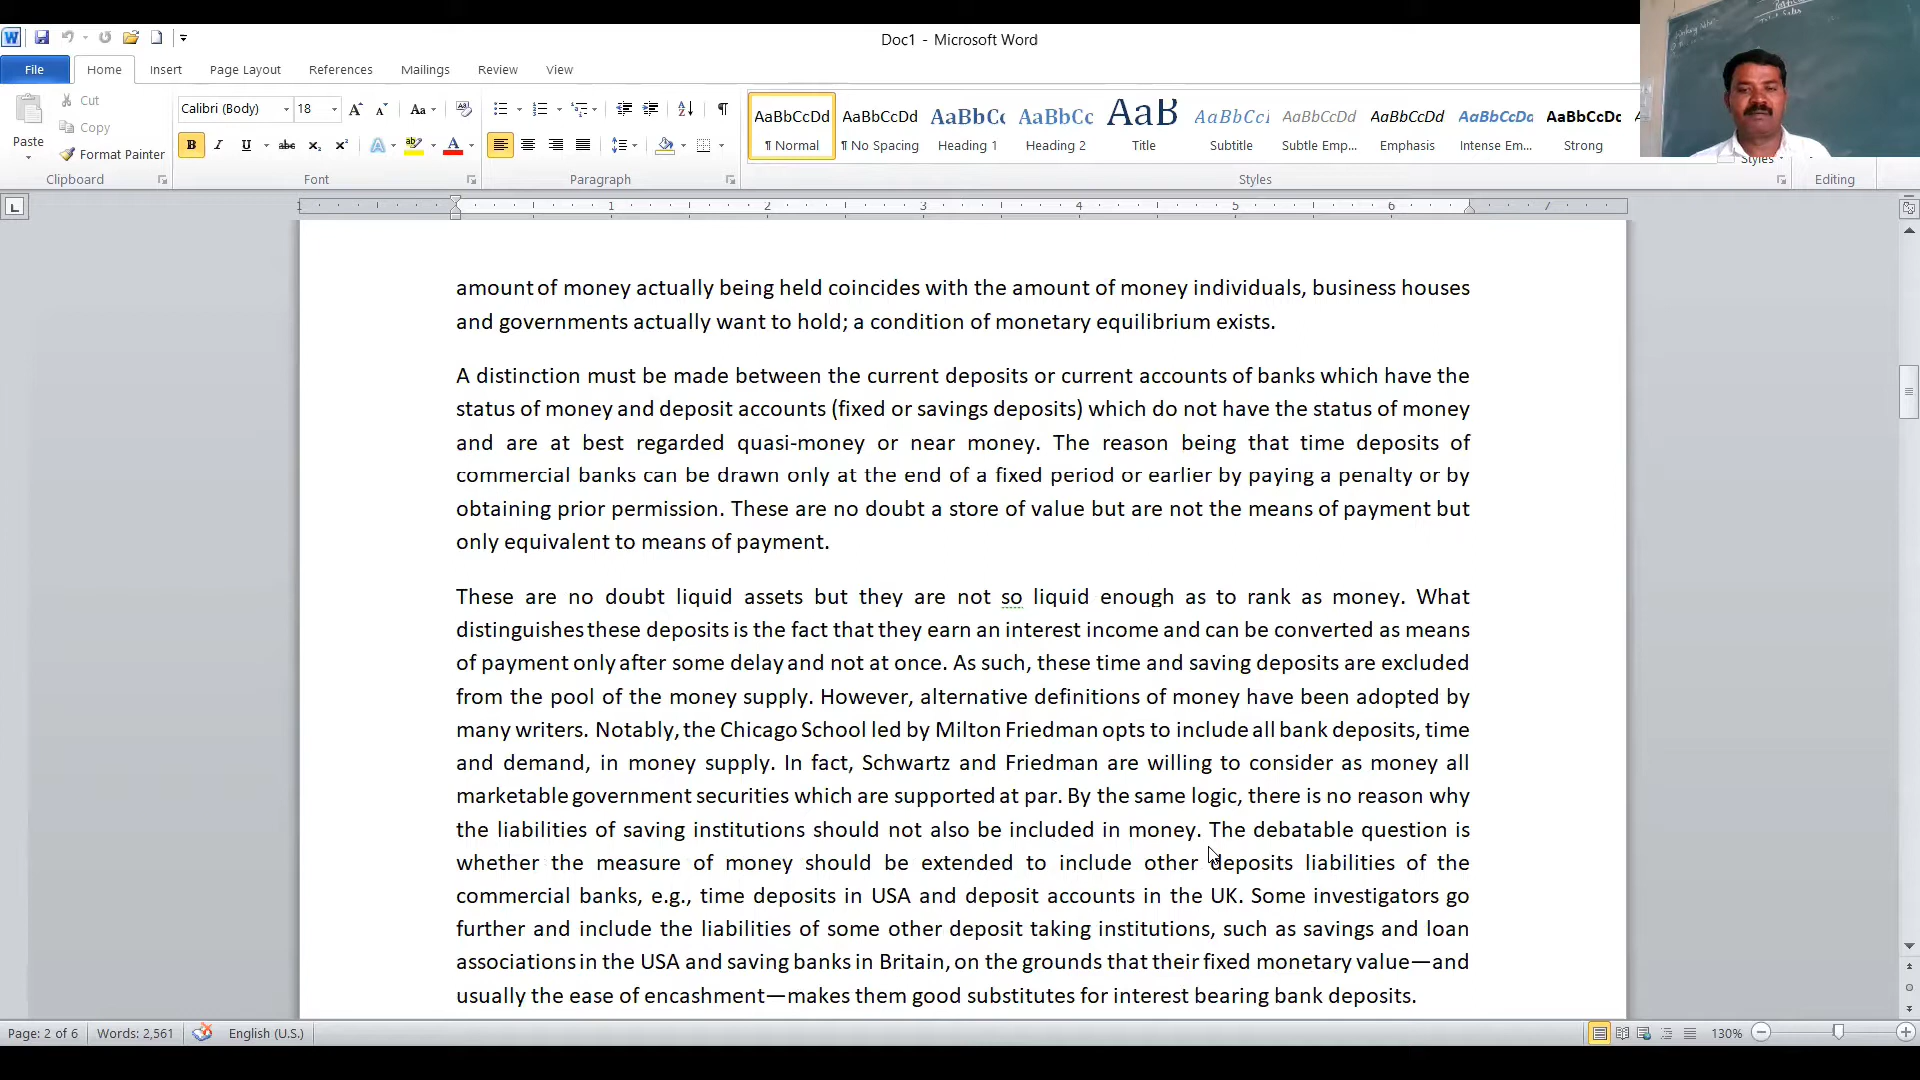 Doc1 - Microsoft Word
File Home Insert Page Layout References Mailings Review View
Paste
Cut
Copy
Format Painter
Clipboard
Calibri (Body) 18
Font
Paragraph
AaBbCcDd AaBbCcDd AaBbCc AaBbCc AaB AaBbCcI AaBbCcDd AaBbCcDd AaBbCcDd AaBbCcDc
¶ Normal ¶ No Spacing Heading 1 Heading 2 Title Subtitle Subtle Emp... Emphasis Intense Em... Strong
Styles
Styles
Editing
1 1 2 3 4 5 6 7
amount of money actually being held coincides with the amount of money individuals, business houses
and governments actually want to hold; a condition of monetary equilibrium exists.
A distinction must be made between the current deposits or current accounts of banks which have the
status of money and deposit accounts (fixed or savings deposits) which do not have the status of money
and are at best regarded quasi-money or near money. The reason being that time deposits of
commercial banks can be drawn only at the end of a fixed period or earlier by paying a penalty or by
obtaining prior permission. These are no doubt a store of value but are not the means of payment but
only equivalent to means of payment.
These are no doubt liquid assets but they are not so liquid enough as to rank as money. What
distinguishes these deposits is the fact that they earn an interest income and can be converted as means
of payment only after some delay and not at once. As such, these time and saving deposits are excluded
from the pool of the money supply. However, alternative definitions of money have been adopted by
many writers. Notably, the Chicago School led by Milton Friedman opts to include all bank deposits, time
and demand, in money supply. In fact, Schwartz and Friedman are willing to consider as money all
marketable government securities which are supported at par. By the same logic, there is no reason why
the liabilities of saving institutions should not also be included in money. The debatable question is
whether the measure of money should be extended to include other deposits liabilities of the
commercial banks, e.g., time deposits in USA and deposit accounts in the UK. Some investigators go
further and include the liabilities of some other deposit taking institutions, such as savings and loan
associations in the USA and saving banks in Britain, on the grounds that their fixed monetary value—and
usually the ease of encashment—makes them good substitutes for interest bearing bank deposits.
Page: 2 of 6 Words: 2,561 English (U.S.) 130%